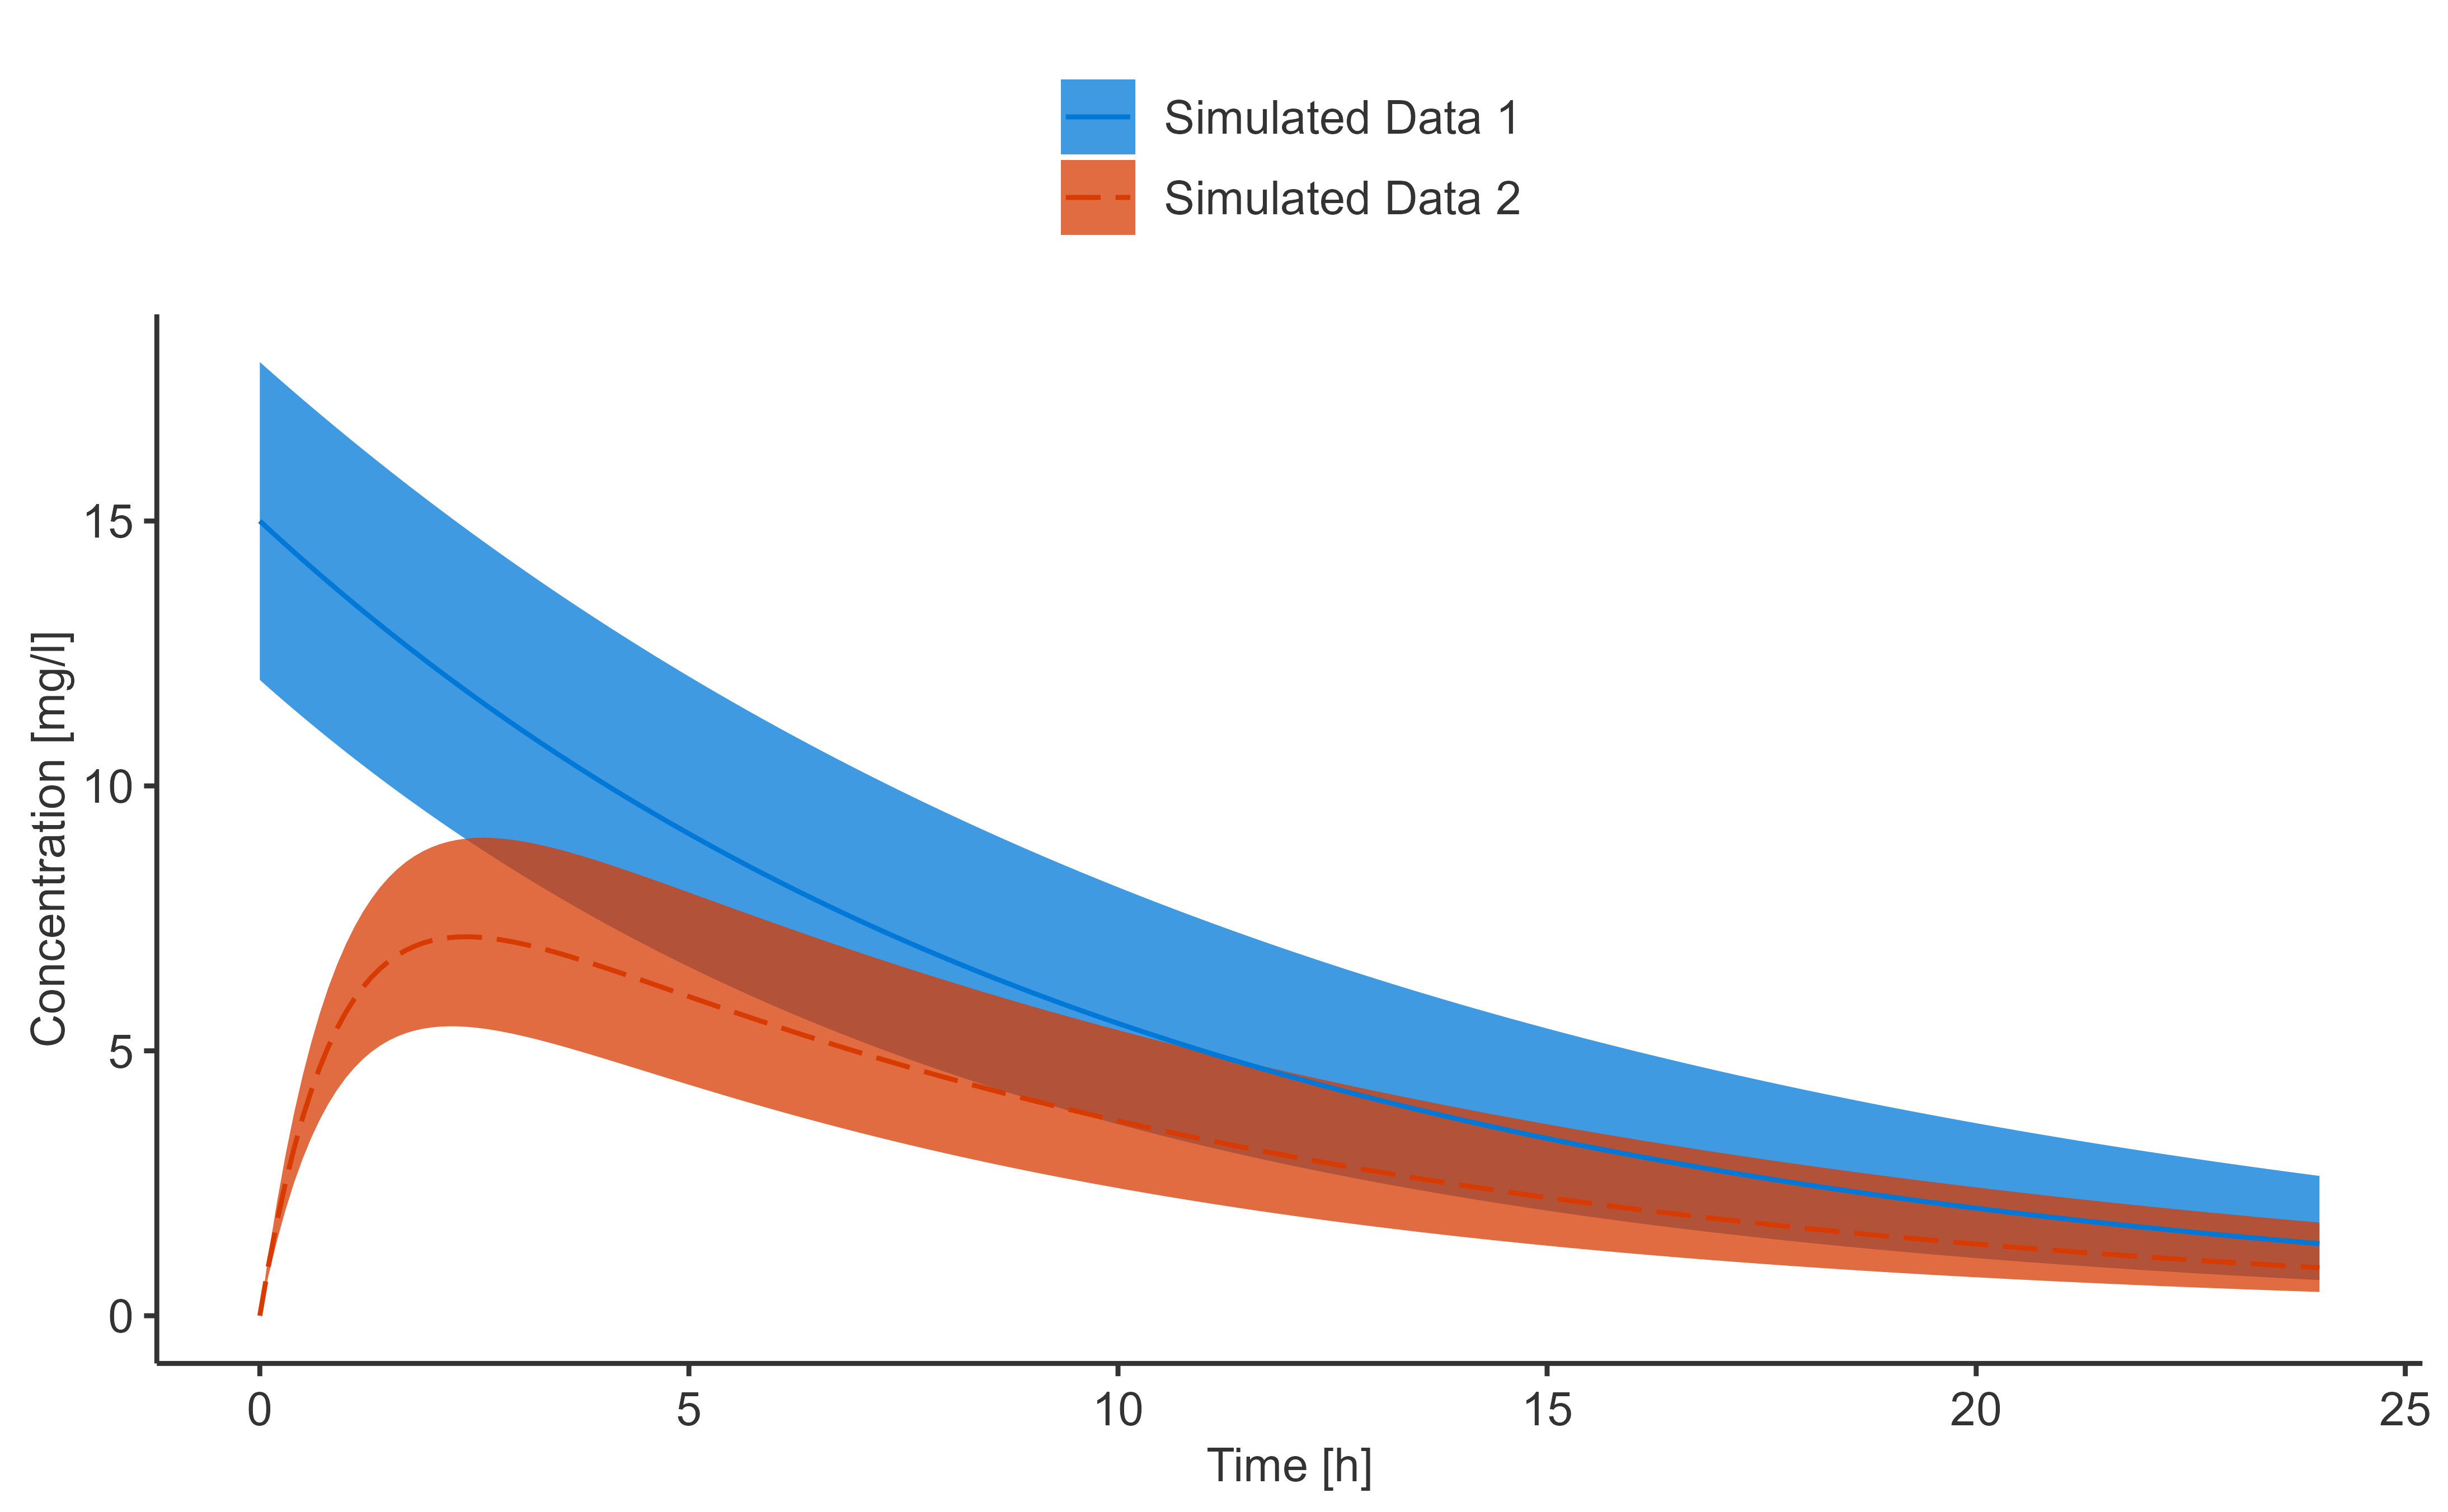 Simulated Data 1
Simulated Data 2
Concentration [mg/l]
15
10
5
0
0 5 10 15 20 25
Time [h]